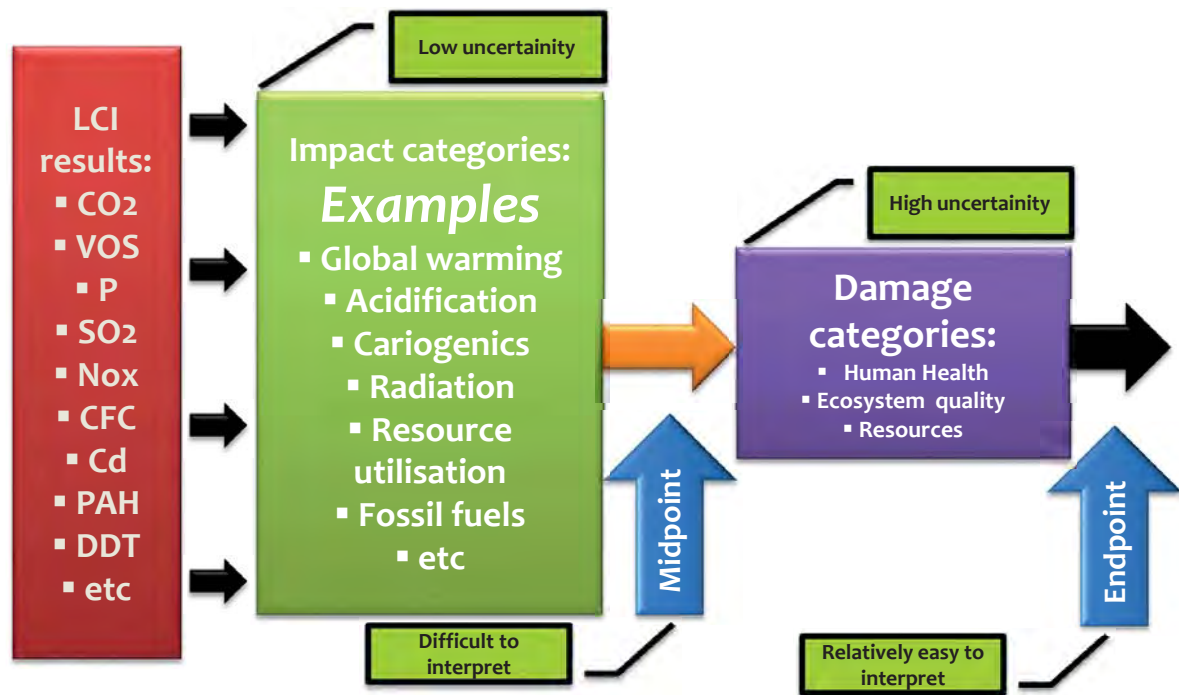 LCI
results:
▪ CO2
▪ VOS
▪ P
▪ SO2
▪ Nox
▪ CFC
▪ Cd
▪ PAH
▪ DDT
▪ etc
Low uncertainity
Impact categories:
Examples
▪ Global warming
▪ Acidification
▪ Cariogenics
▪ Radiation
▪ Resource
utilisation
▪ Fossil fuels
▪ etc
Midpoint
Difficult to
interpret
High uncertainity
Damage
categories:
▪ Human Health
▪ Ecosystem quality
▪ Resources
Endpoint
Relatively easy to
interpret